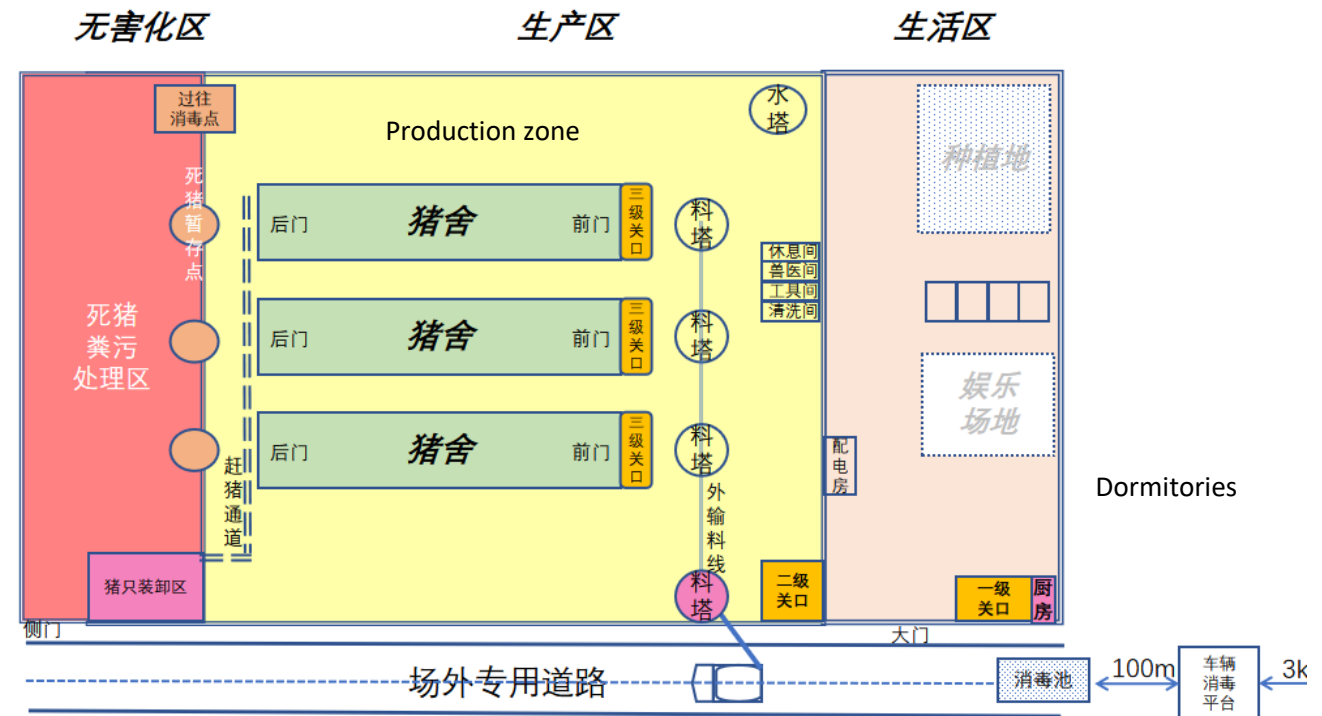 无害化区
生产区
生活区
过往
消毒点
水
塔
Production zone
种植地
死
猪
暂
存
点
后门
猪舍
前门
三
级
关
口
料
塔
休息间
兽医间
工具间
清洗间
死猪
粪污
处理区
后门
猪舍
前门
三
级
关
口
料
塔
娱乐
场地
后门
猪舍
前门
三
级
关
口
料
塔
配
电
房
赶
猪
通
道
外
输
料
线
Dormitories
猪只装卸区
料
塔
二级
关口
一级
关口
厨
房
侧门
大门
场外专用道路
消毒池
100m
车辆
消毒
平台
3k